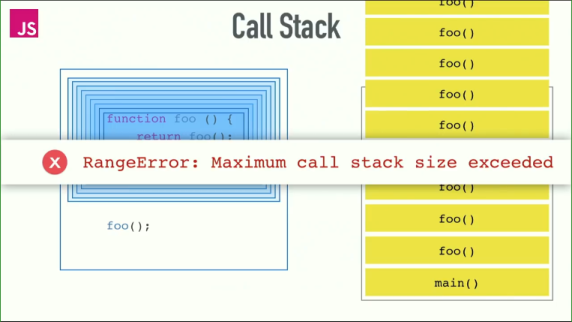 JS
Call Stack
function foo () {
return foo();
RangeError: Maximum call stack size exceeded
foo();
foo()
foo()
foo()
foo()
foo()
foo()
foo()
foo()
main()